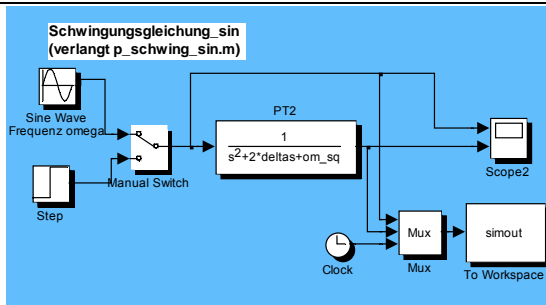 Schwingungsgleichung_sin
(verlangt p_schwing_sin.m)
Sine Wave
Frequenz omega
Step
Manual Switch
PT2
1
s2+2*deltas+om_sq
Scope2
Clock
Mux
Mux
simout
To Workspace